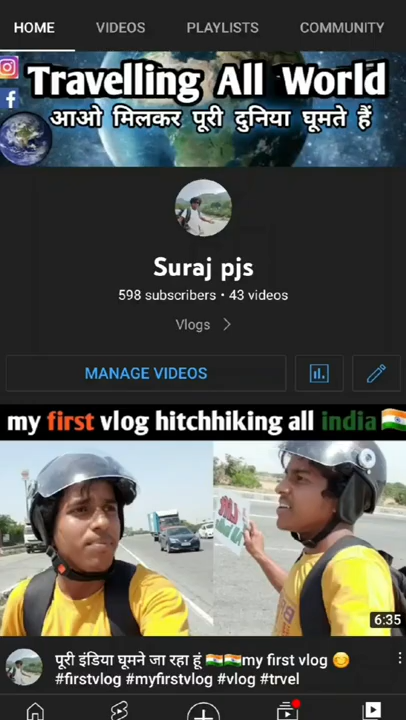 HOME VIDEOS PLAYLISTS COMMUNITY
Travelling All World
आओ मिलकर पूरी दुनिया घूमते हैं
Suraj pjs
598 subscribers • 43 videos
Vlogs
MANAGE VIDEOS
my first vlog hitchhiking all india
6:35
पूरी इंडिया घूमने जा रहा हूं 🇮🇳🇮🇳my first vlog 😊
#firstvlog #myfirstvlog #vlog #trvel